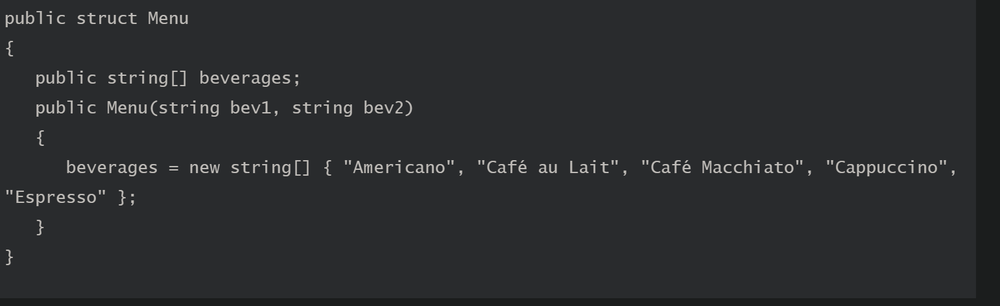 public struct Menu
{
   public string[] beverages;
   public Menu(string bev1, string bev2)
   {
      beverages = new string[] { "Americano", "Café au Lait", "Café Macchiato", "Cappuccino",
"Espresso" };
   }
}